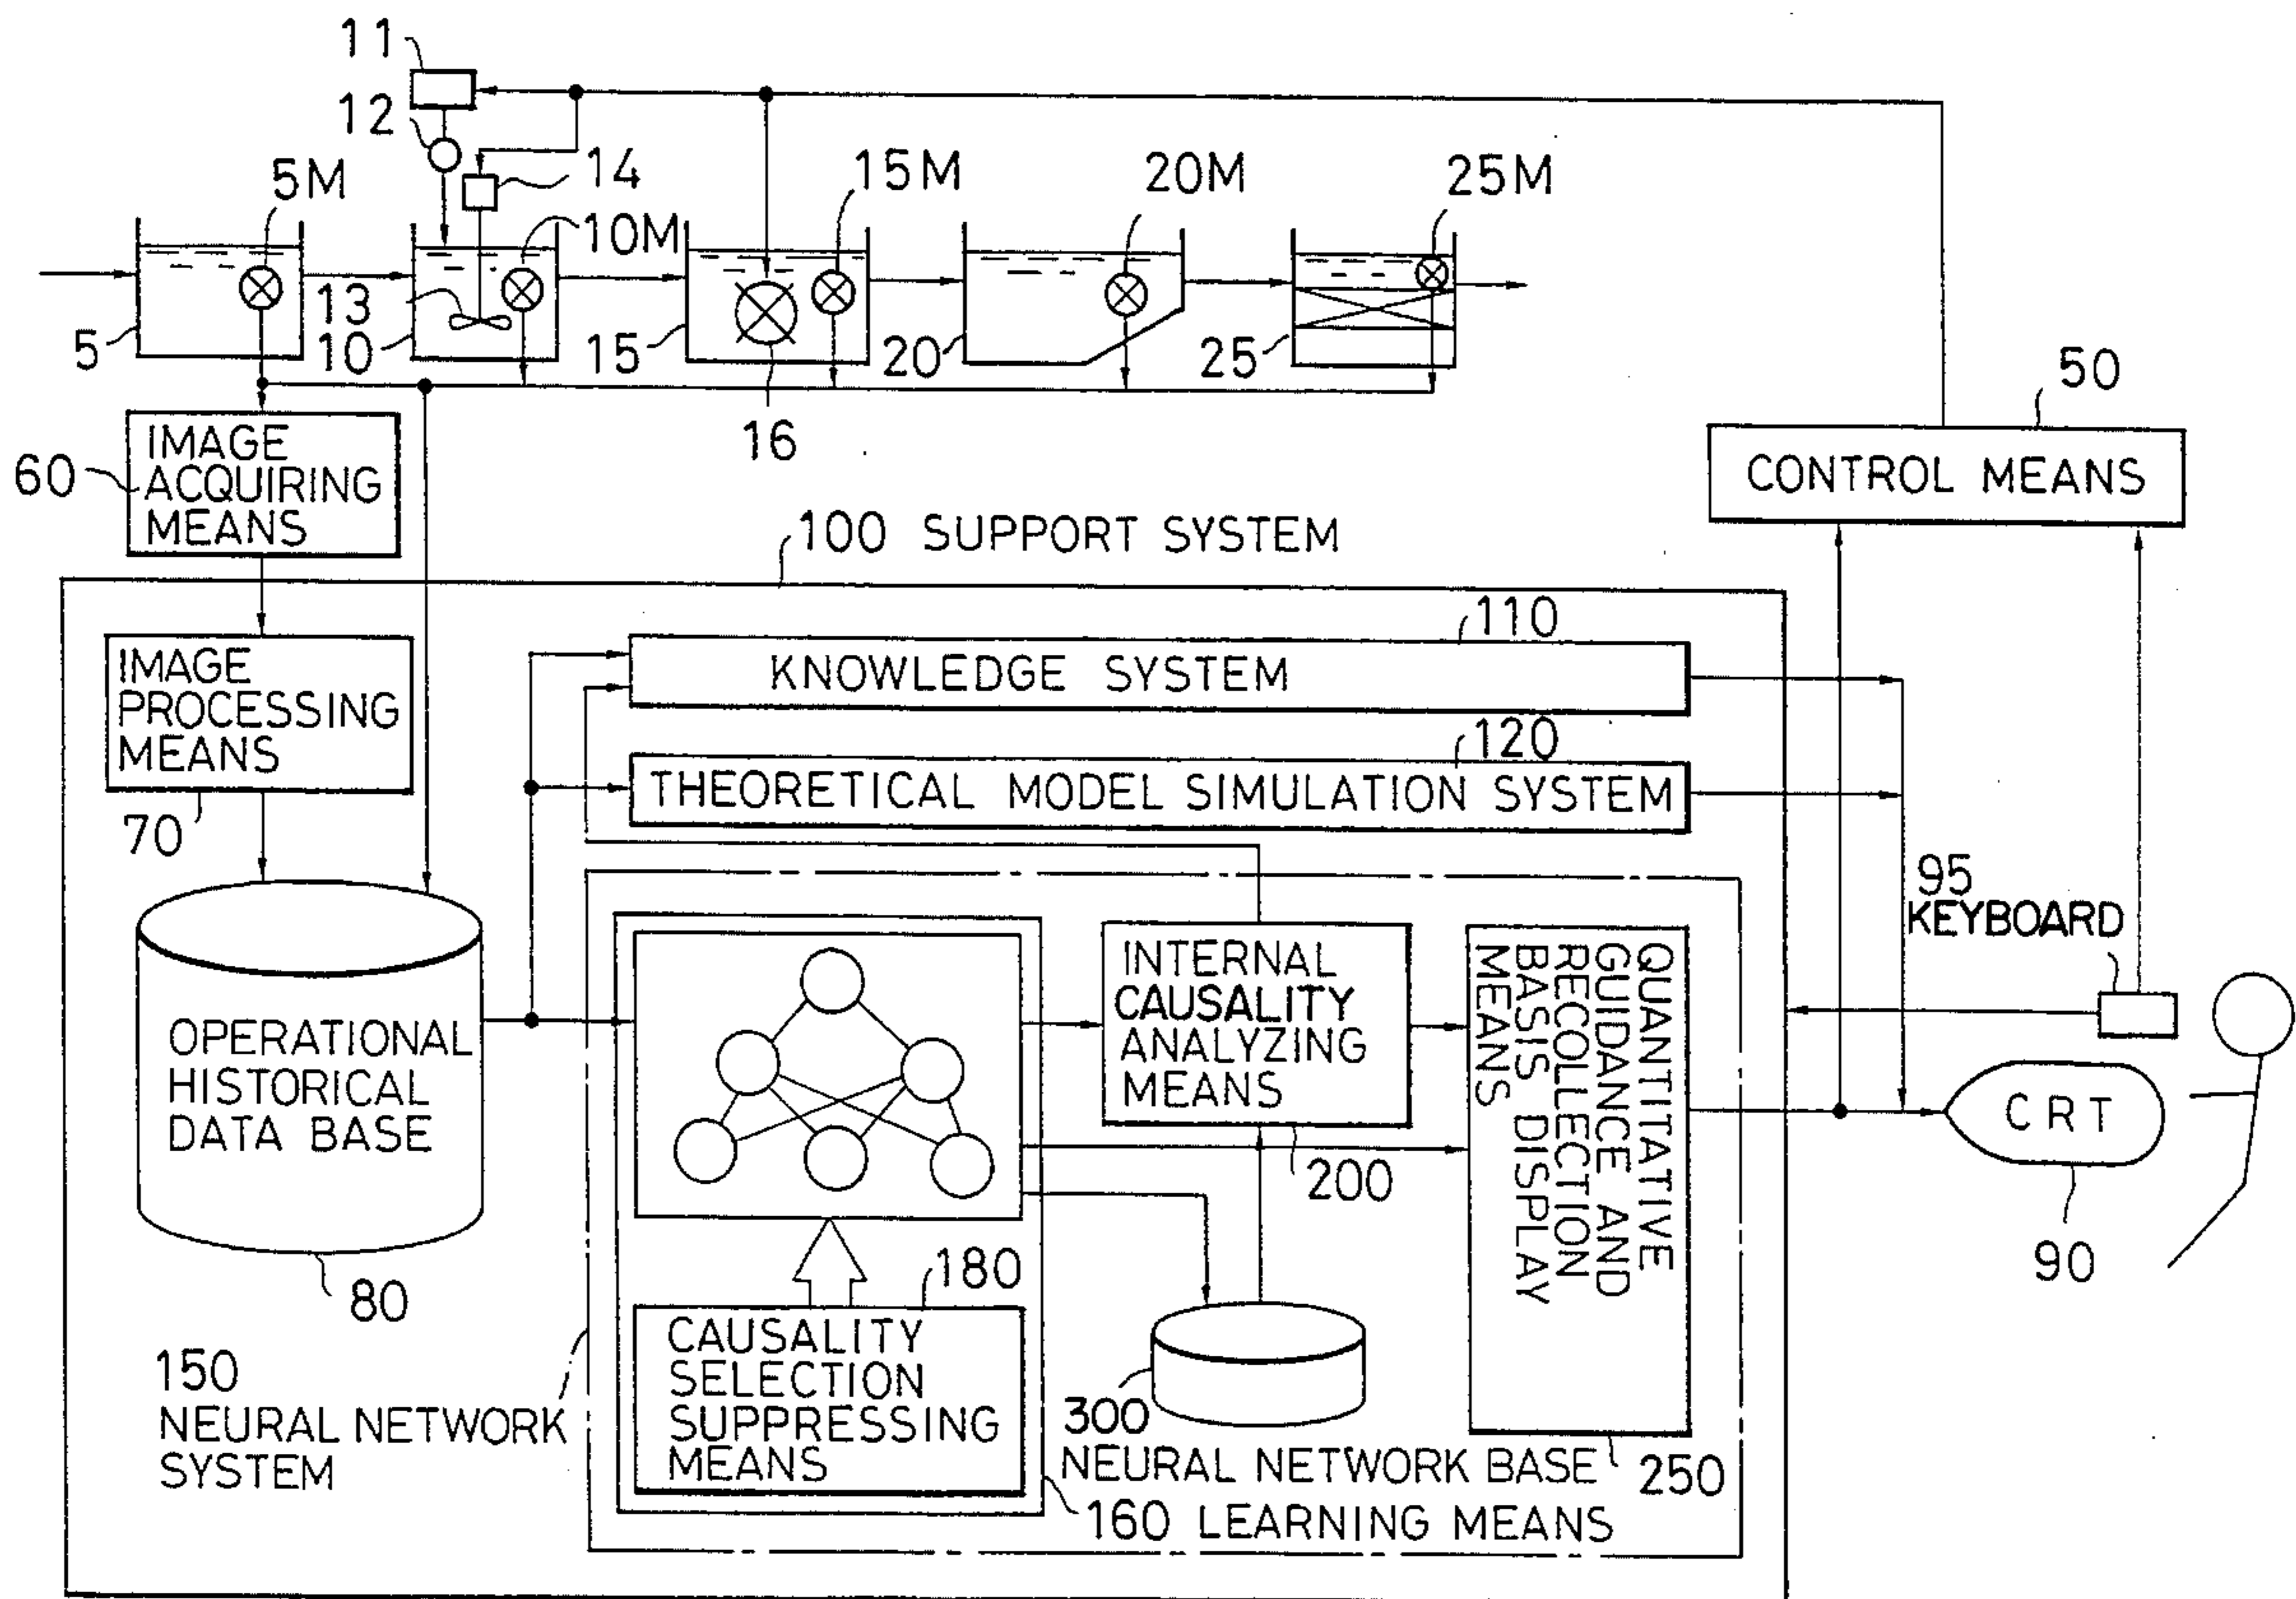 11
12
5M
14
10M
15M
20M
25M
13
5
10
15
16
20
25
50
CONTROL MEANS
60
IMAGE
ACQUIRING
MEANS
100 SUPPORT SYSTEM
110
KNOWLEDGE SYSTEM
IMAGE
PROCESSING
MEANS
70
120
THEORETICAL MODEL SIMULATION SYSTEM
95
KEYBOARD
OPERATIONAL
HISTORICAL
DATA BASE
80
INTERNAL
CAUSALITY
ANALYZING
MEANS
200
QUANTITATIVE
GUIDANCE AND
RECOLLECTION
BASIS DISPLAY
MEANS
250
CRT
90
180
CAUSALITY
SELECTION
SUPPRESSING
MEANS
150
NEURAL NETWORK
SYSTEM
300
NEURAL NETWORK BASE
160 LEARNING MEANS